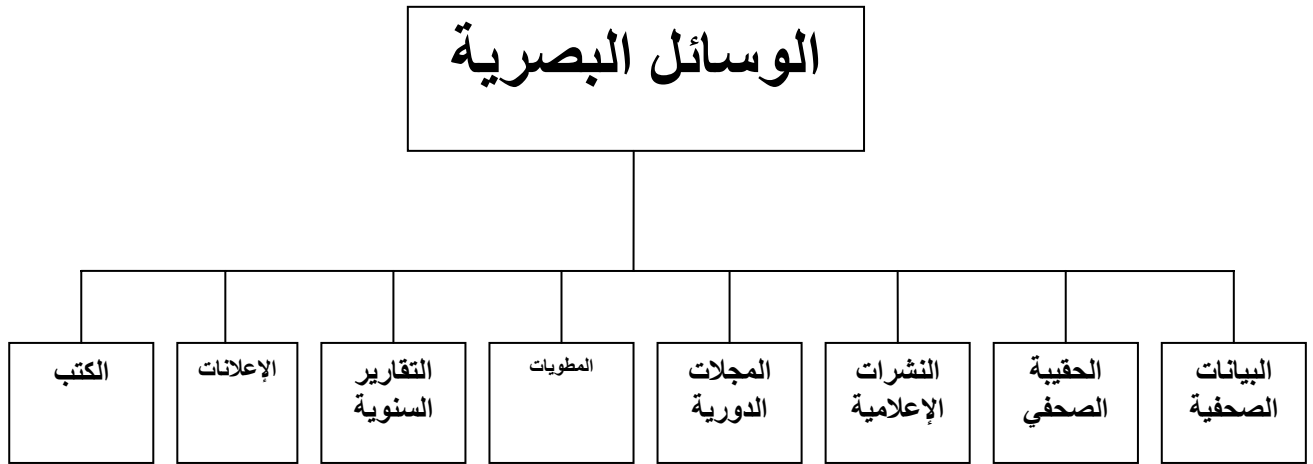 الوسائل البصرية
البيانات
الصحفية
الحقيبة
الصحفي
النشرات
الإعلامية
المجلات
الدورية
المطويات
التقارير
السنوية
الإعلانات
الكتب